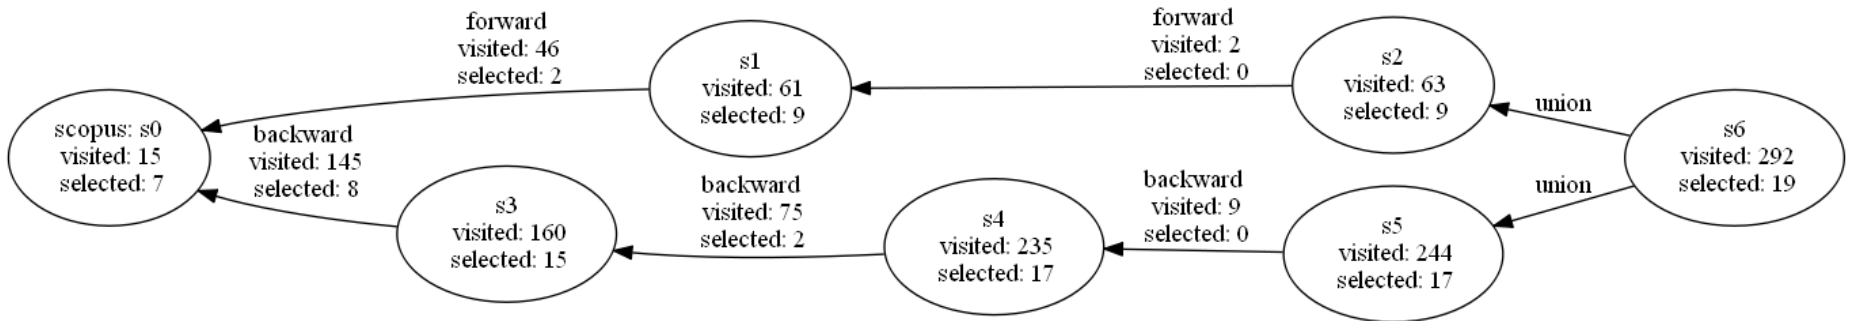 forward
visited: 46
selected: 2
forward
visited: 2
selected: 0
s1
visited: 61
selected: 9
s2
visited: 63
selected: 9
union
scopus: s0
visited: 15
selected: 7
backward
visited: 145
selected: 8
s6
visited: 292
selected: 19
s3
visited: 160
selected: 15
backward
visited: 75
selected: 2
s4
visited: 235
selected: 17
backward
visited: 9
selected: 0
union
s5
visited: 244
selected: 17